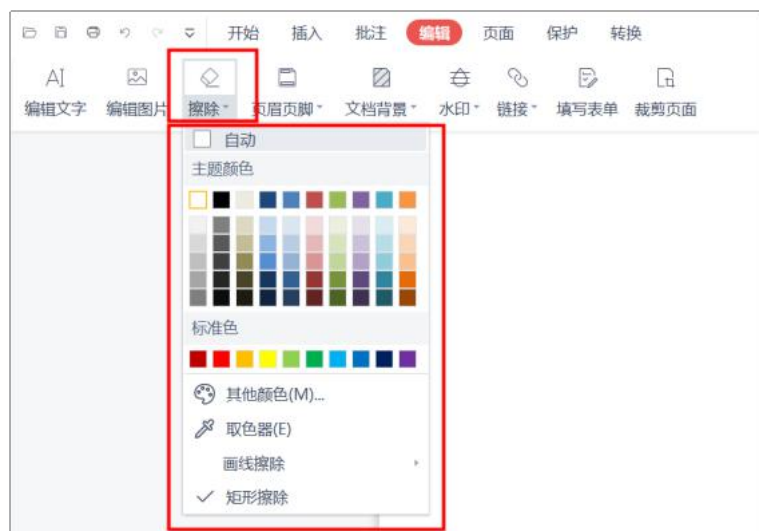 开始 插入 批注 编辑 页面 保护 转换
编辑文字 编辑图片 擦除 页眉页脚 文档背景 水印 链接 填写表单 裁剪页面
自动
主题颜色
标准色
其他颜色(M)...
取色器(E)
画线擦除
矩形擦除